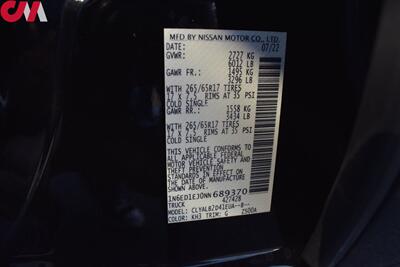 CMA
MFD BY NISSAN MOTOR CO., LTD.
DATE: 07/22
GVWR: 2727 KG
6012 LB
GAWR FR.: 1495 KG
3296 LB
WITH 265/65R17 TIRES
17 X 7.5 RIMS AT 35 PSI
COLD SINGLE
GAWR RR.: 1558 KG
3434 LB
WITH 265/65R17 TIRES
17 X 7.5 RIMS AT 35 PSI
COLD SINGLE
THIS VEHICLE CONFORMS TO
ALL APPLICABLE FEDERAL
MOTOR VEHICLE SAFETY
AND THEFT PREVENTION
STANDARDS IN EFFECT ON
THE DATE OF MANUFACTURE
SHOWN ABOVE.
1N6ED1EJ0NN689370
TRUCK 427428
MODEL:
COLOR: KH3 TRIM: G Z50OA